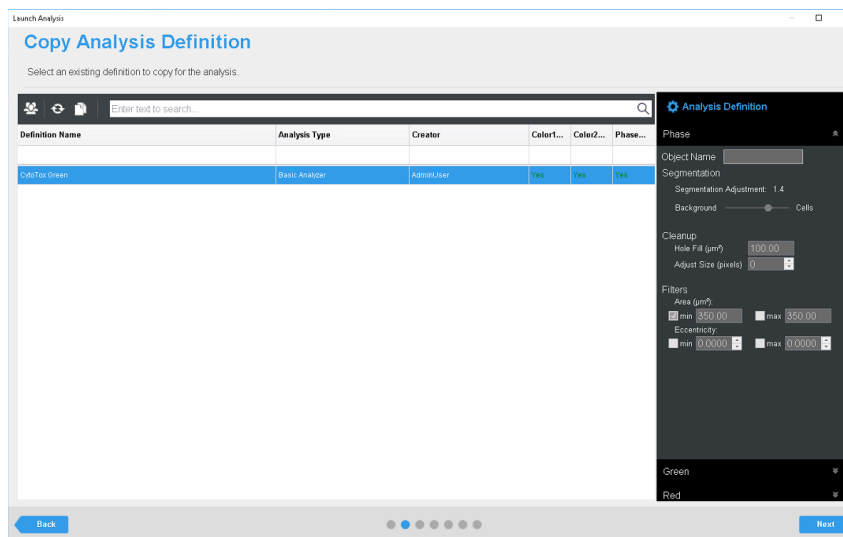 Launch Analysis
Copy Analysis Definition
Select an existing definition to copy for the analysis.
Enter text to search...
Definition Name Analysis Type Creator Color1... Color2... Phase...
CytoTox Green Basic Analyzer AdminUser Yes Yes Yes
Analysis Definition
Phase
Object Name
Segmentation
Segmentation Adjustment: 1.4
Background Cells
Cleanup
Hole Fill (µm²) 100.00
Adjust Size (pixels) 0
Filters
Area (µm²):
min 350.00 max 350.00
Eccentricity:
min 0.0000 max 0.0000
Green
Red
Back
Next